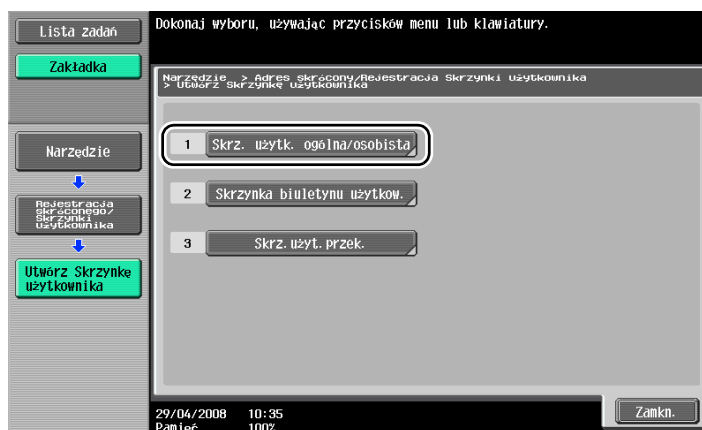 Lista zadań
Zakładka
Narzędzie
Rejestracja
skróconego/
Skrzynki
użytkownika
Utwórz Skrzynkę
użytkownika
Dokonaj wyboru, używając przycisków menu lub klawiatury.
Narzędzie > Adres skrócony/Rejestracja Skrzynki użytkownika
> Utwórz Skrzynkę użytkownika
1 Skrz. użytk. ogólna/osobista
2 Skrzynka biuletynu użytkow.
3 Skrz.użyt.przek.
29/04/2008 10:35
Pamięć 100%
Zamkn.